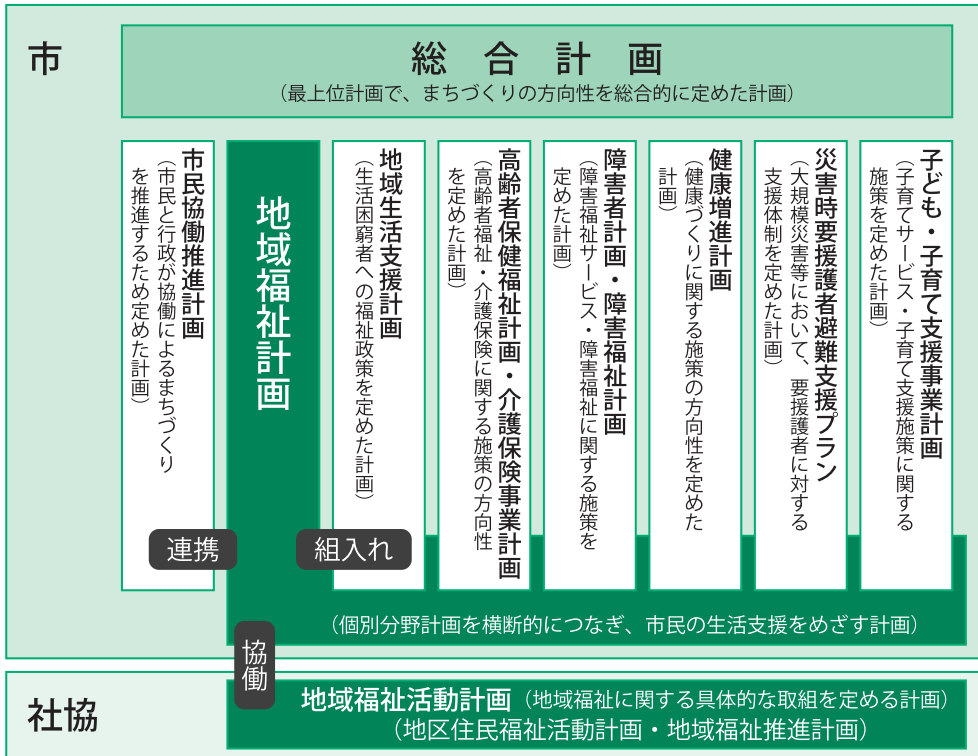 市
総合計画
（最上位計画で、まちづくりの方向性を総合的に定めた計画）
市民協働推進計画
（市民と行政が協働によるまちづくり
を推進するため定めた計画）
地域福祉計画
地域生活支援計画
（生活困窮者への福祉政策を定めた計画）
高齢者保健福祉計画・介護保険事業計画
（高齢者福祉・介護保険に関する施策の方向性
を定めた計画）
障害者計画・障害福祉計画
（障害福祉サービス・障害福祉に関する施策を
定めた計画）
健康増進計画
（健康づくりに関する施策の方向性を定めた
計画）
災害時要援護者避難支援プラン
（大規模災害等において、要援護者に対する
支援体制を定めた計画）
子ども・子育て支援事業計画
（子育てサービス・子育て支援施策に関する
施策を定めた計画）
連携
組入れ
（個別分野計画を横断的につなぎ、市民の生活支援をめざす計画）
協働
社協
地域福祉活動計画（地域福祉に関する具体的な取組を定める計画）
（地区住民福祉活動計画・地域福祉推進計画）